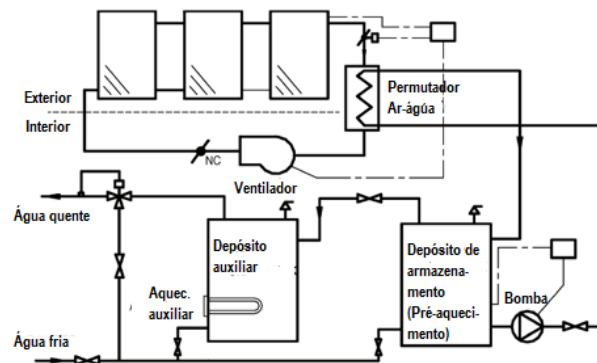 Exterior
Interior
Permutador
Ar-água
NC
Ventilador
Água quente
Depósito
auxiliar
Aquec.
auxiliar
Depósito de
armazena-
mento
(Pré-aqueci-
mento)
Bomba
Água fria